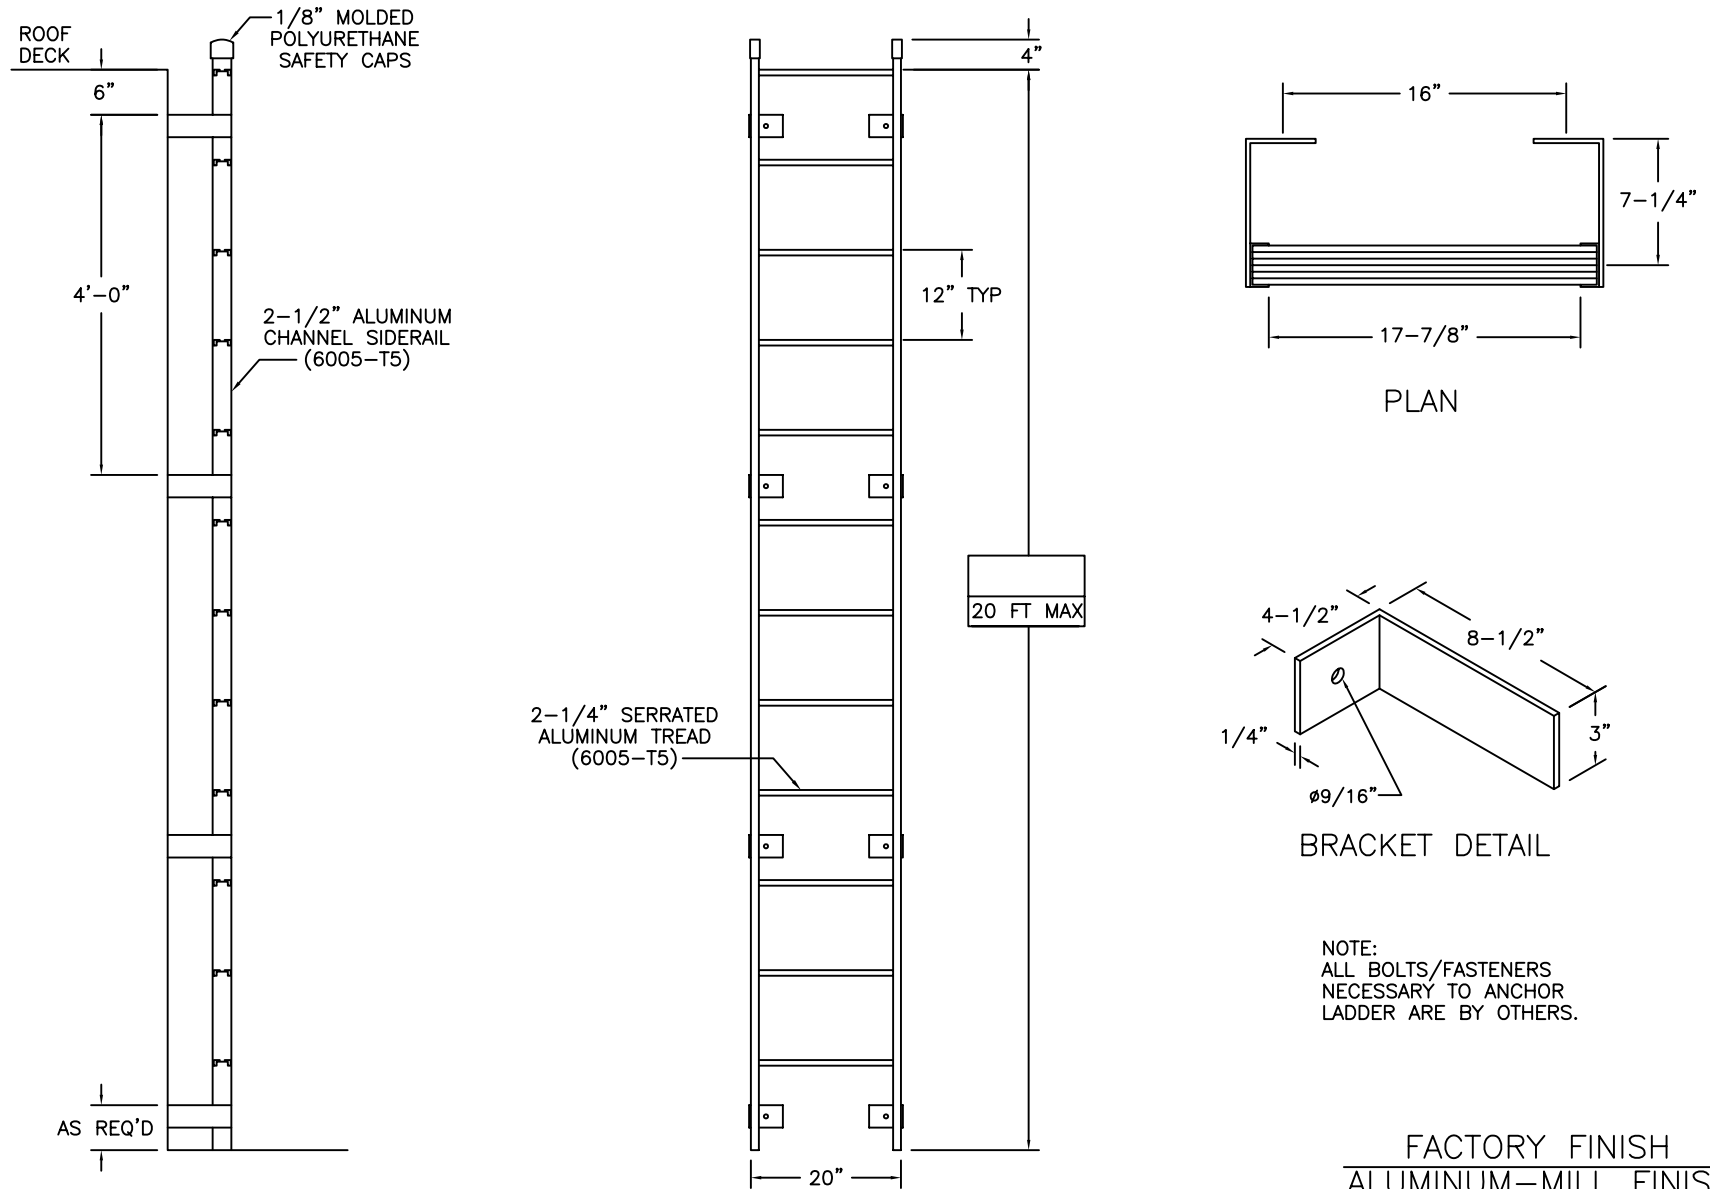 ROOF
DECK
1/8” MOLDED
POLYURETHANE
SAFETY CAPS
6”
4'-0”
2-1/2” ALUMINUM
CHANNEL SIDERAIL
(6005-T5)
AS REQ'D
4”
12” TYP
20 FT MAX
2-1/4” SERRATED
ALUMINUM TREAD
(6005-T5)
20”
16”
7-1/4”
17-7/8”
PLAN
4-1/2”
8-1/2”
1/4”
3”
ø9/16”
BRACKET DETAIL
NOTE:
ALL BOLTS/FASTENERS
NECESSARY TO ANCHOR
LADDER ARE BY OTHERS.
FACTORY FINISH
ALUMINUM-MILL FINIS